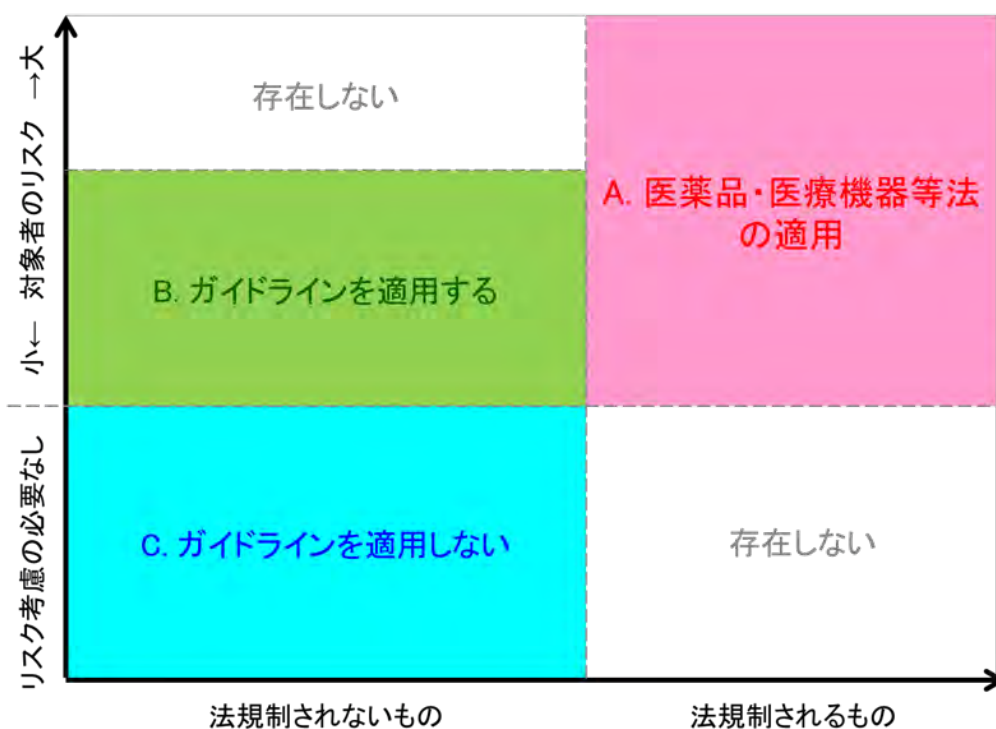 小← 対象者のリスク →大
リスク考慮の必要なし
存在しない
A. 医薬品・医療機器等法
の適用
B. ガイドラインを適用する
C. ガイドラインを適用しない
存在しない
法規制されないもの
法規制されるもの